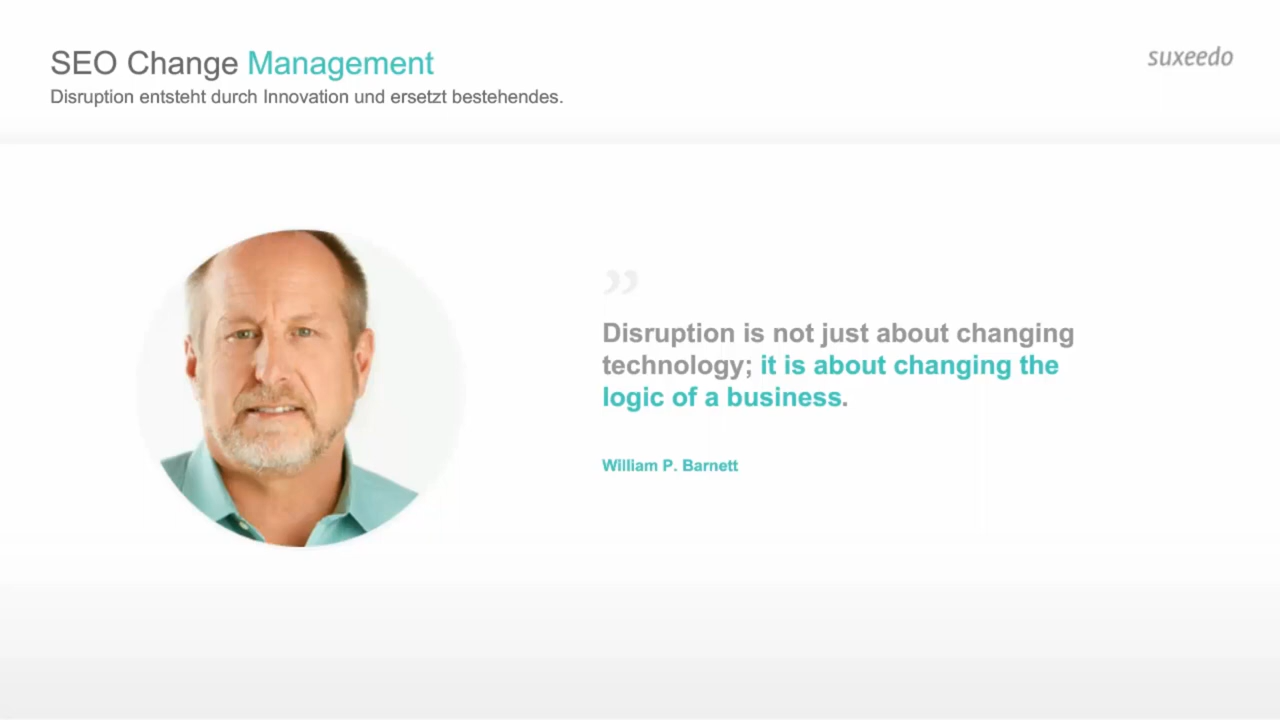 SEO Change Management
suxeedo
Disruption entsteht durch Innovation und ersetzt bestehendes.
”
Disruption is not just about changing
technology; it is about changing the
logic of a business.
William P. Barnett